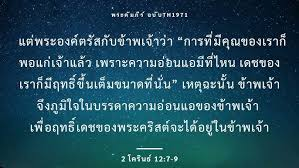 พระคัมภีร์ ฉบับTH1971
แต่พระองค์ตรัสกับข้าพเจ้าว่า “การที่มีคุณของเราก็
พอแก่เจ้าแล้ว เพราะความอ่อนแอมีที่ไหน เดชของ
เราก็มีฤทธิ์ขึ้นเต็มขนาดที่นั่น” เหตุฉะนั้น ข้าพเจ้า
จึงภูมิใจในบรรดาความอ่อนแอของข้าพเจ้า
เพื่อฤทธิ์เดชของพระคริสต์จะได้อยู่ในข้าพเจ้า
2 โครินธ์ 12:7-9